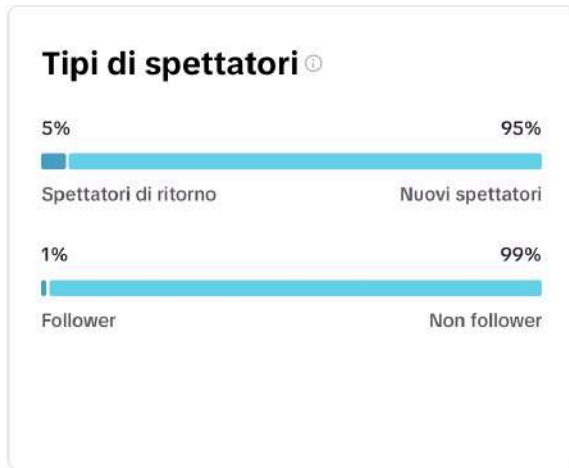 Tipi di spettatori
5% 95%
Spettatori di ritorno Nuovi spettatori
1% 99%
Follower Non follower